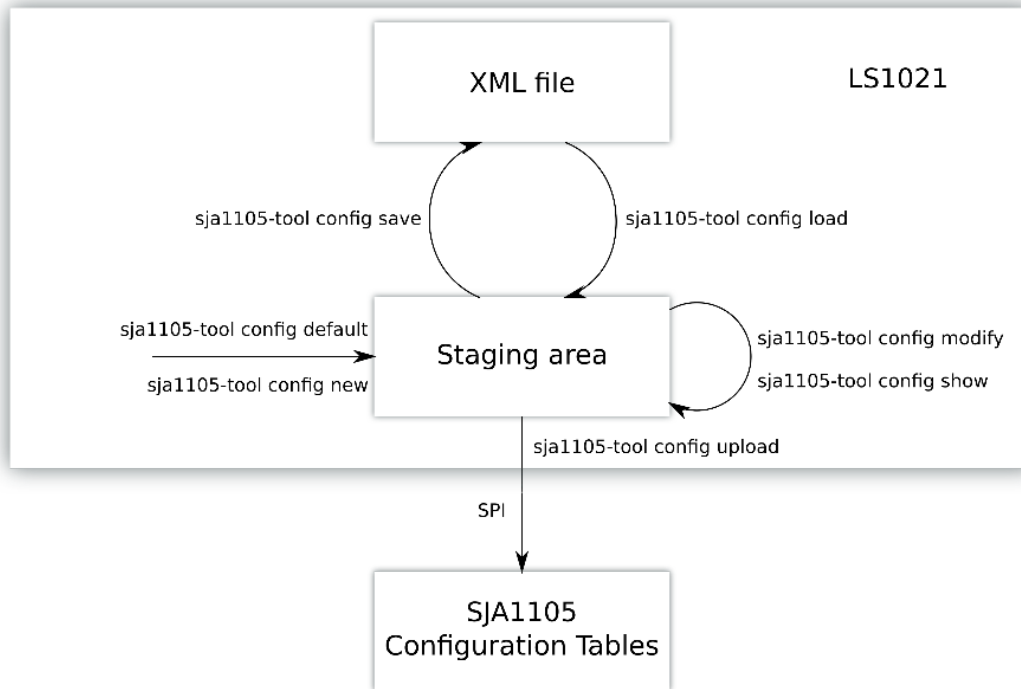 XML file
LS1021
sja1105-tool config save
sja1105-tool config load
sja1105-tool config default
sja1105-tool config new
Staging area
sja1105-tool config modify
sja1105-tool config show
sja1105-tool config upload
SPI
SJA1105
Configuration Tables